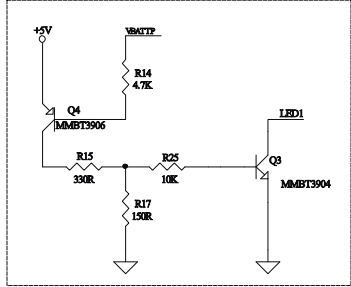 +5V
VBATTP
R14
4.7K
Q4
MMBT3906
LED1
R15
330R
R25
10K
Q3
MMBT3904
R17
150R